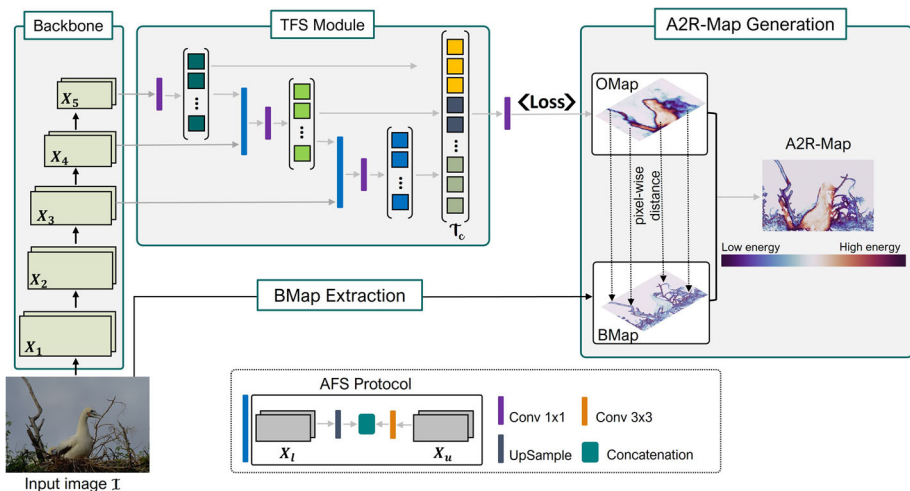 Backbone
TFS Module
A2R-Map Generation
X₅
X₄
X₃
X₂
X₁
𝒯c
<Loss>
OMap
pixel-wise
distance
BMap
A2R-Map
Low energy
High energy
BMap Extraction
Input image I
AFS Protocol
Xₗ
Xᵤ
Conv 1x1
Conv 3x3
UpSample
Concatenation